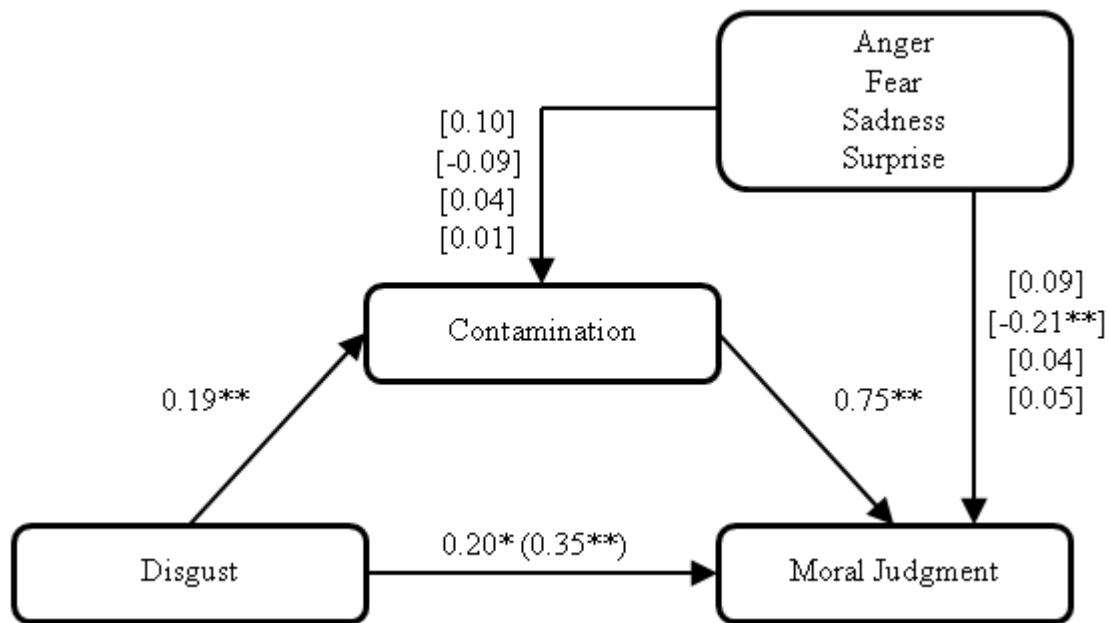 Anger
Fear
Sadness
Surprise
[0.10]
[-0.09]
[0.04]
[0.01]
[0.09]
[-0.21**]
[0.04]
[0.05]
Contamination
0.19**
0.75**
Disgust
0.20* (0.35**)
Moral Judgment